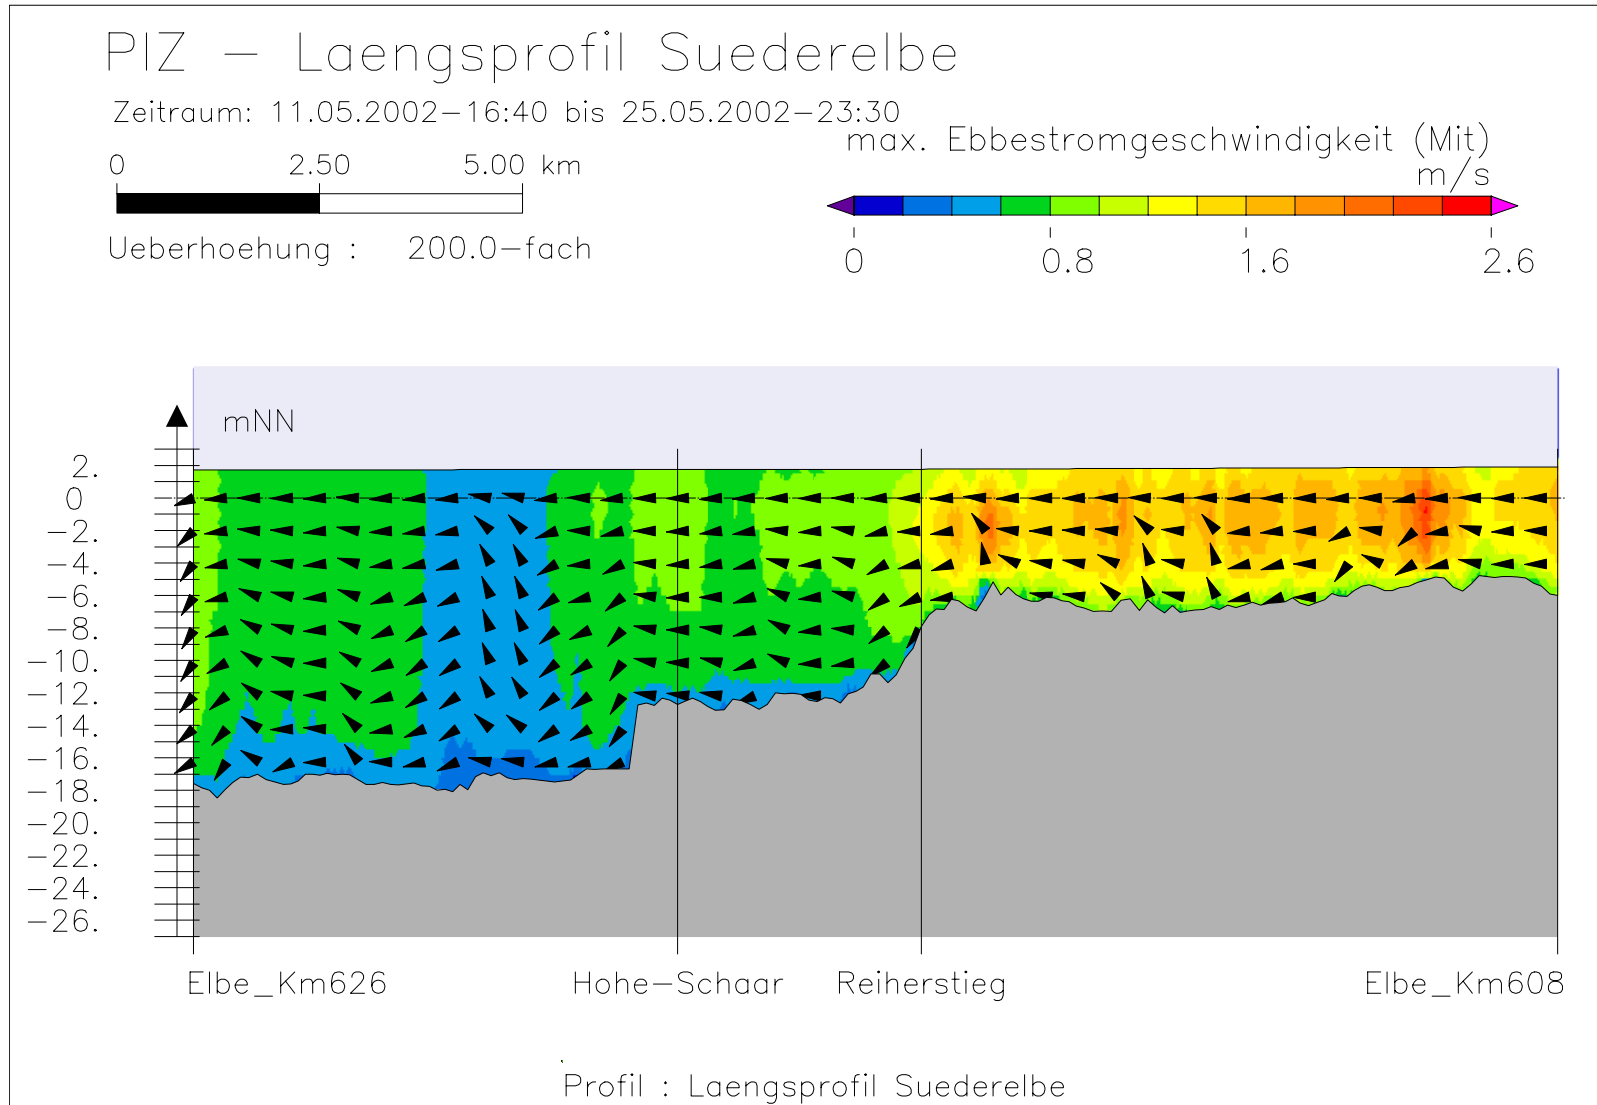 PIZ - Laengsprofil Suederelbe
Zeitraum: 11.05.2002-16:40 bis 25.05.2002-23:30
max. Ebbestromgeschwindigkeit (Mit)
m/s
0 2.50 5.00 km
Ueberhoehung : 200.0-fach
0 0.8 1.6 2.6
mNN
2.
0
-2.
-4.
-6.
-8.
-10.
-12.
-14.
-16.
-18.
-20.
-22.
-24.
-26.
Elbe_Km626 Hohe-Schaar Reiherstieg Elbe_Km608
Profil : Laengsprofil Suederelbe